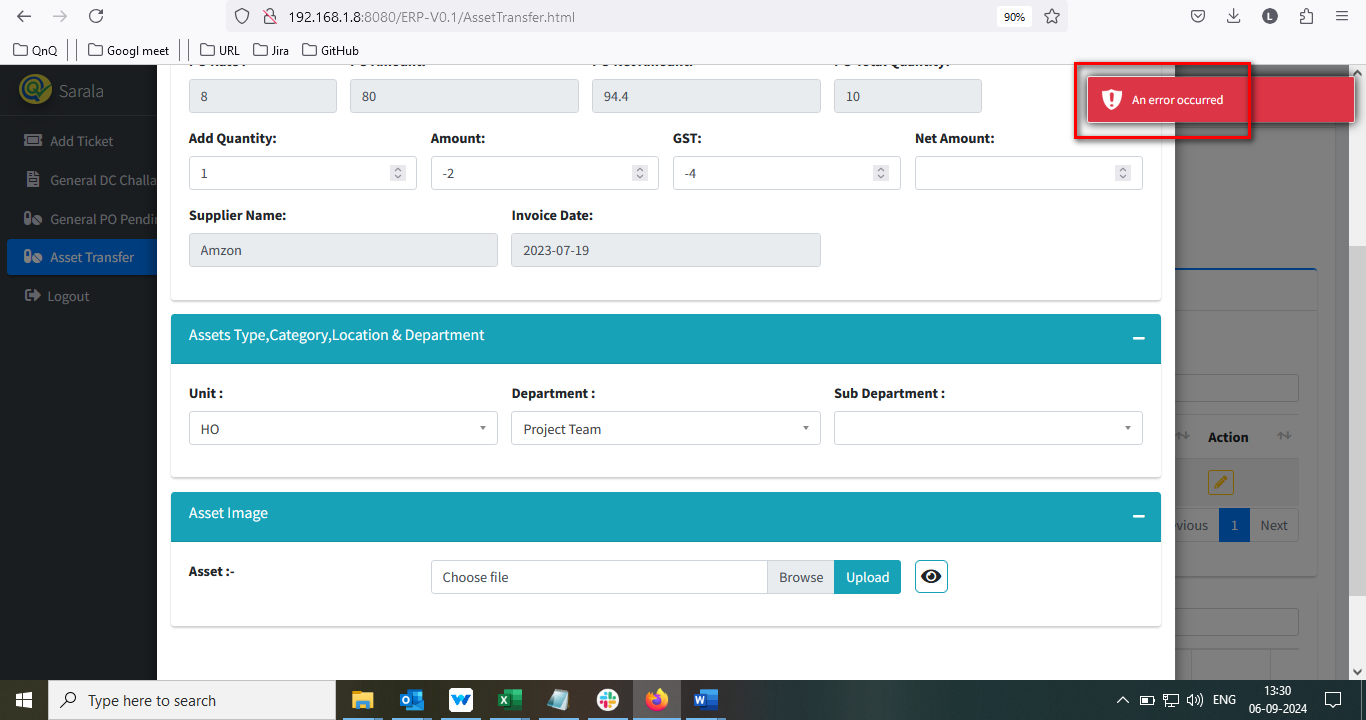 192.168.1.8:8080/ERP-V0.1/AssetTransfer.html
90%
L
QnQ
Googl meet
URL
Jira
GitHub
Sarala
Add Ticket
General DC Challa
General PO Pendin
Asset Transfer
Logout
An error occurred
8
80
94.4
10
Add Quantity:
Amount:
GST:
Net Amount:
1
-2
-4
Supplier Name:
Invoice Date:
Amzon
2023-07-19
Assets Type,Category,Location & Department
Unit :
Department :
Sub Department :
HO
Project Team
Action
vious
1
Next
Asset Image
Asset :-
Choose file
Browse
Upload
Type here to search
ENG
13:30
06-09-2024